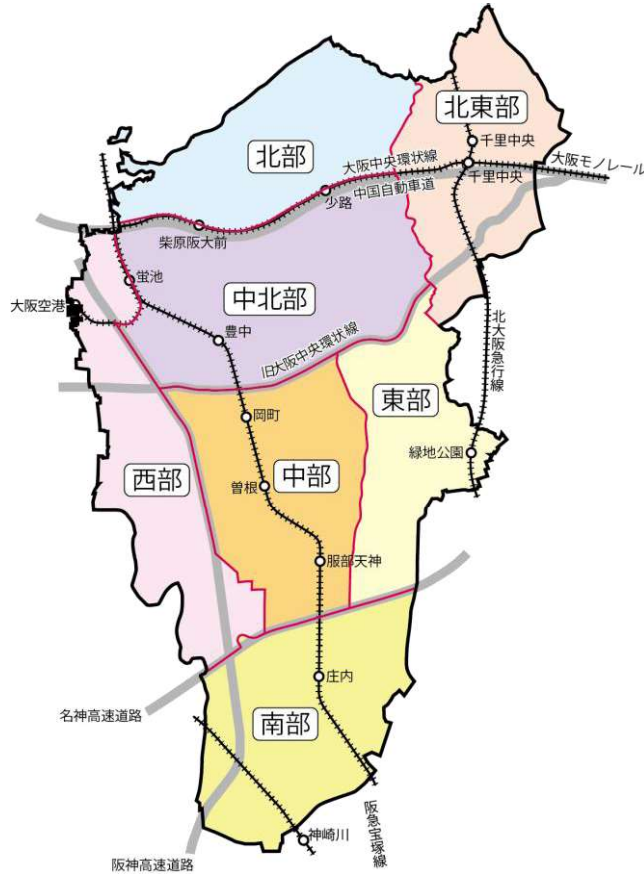 北東部
千里中央
北部
大阪中央環状線
大阪モノレール
千里中央
中国自動車道
少路
柴原阪大前
蛍池
大阪空港
中北部
豊中
旧大阪中央環状線
北大阪急行線
東部
岡町
緑地公園
西部
中部
曽根
服部天神
庄内
名神高速道路
南部
神崎川
阪急宝塚線
阪神高速道路